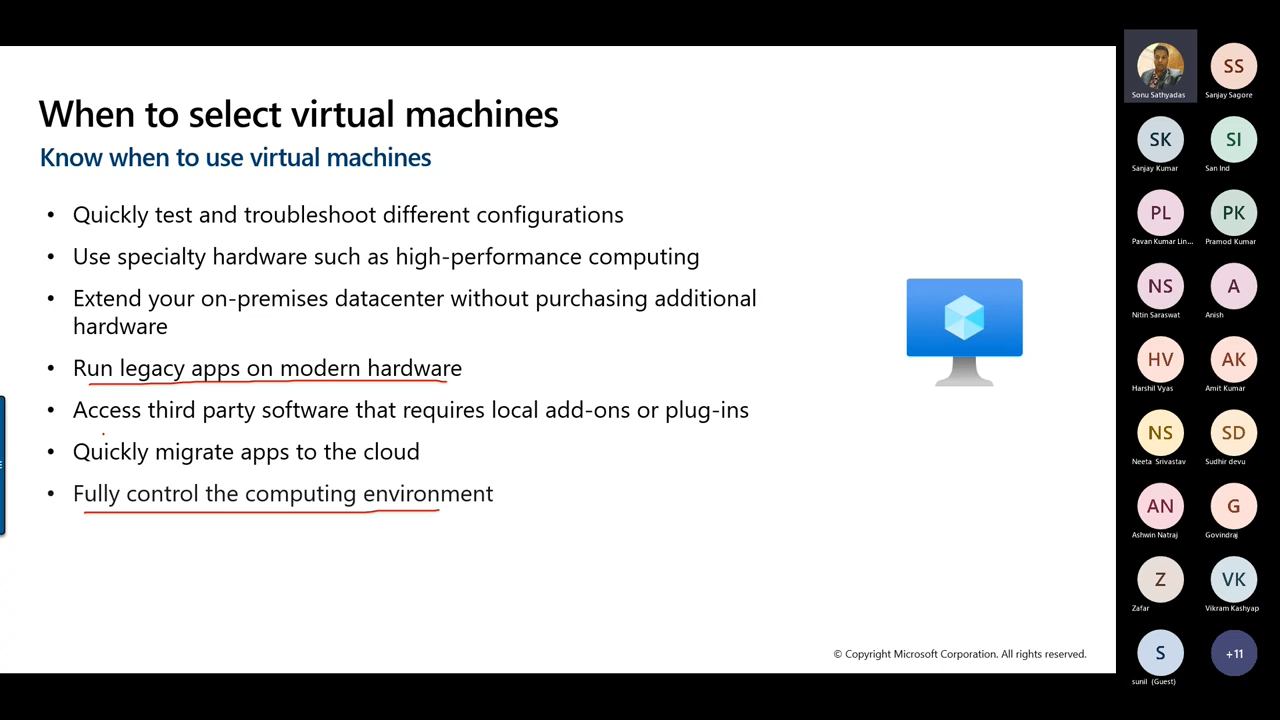 When to select virtual machines
Know when to use virtual machines
• Quickly test and troubleshoot different configurations
• Use specialty hardware such as high-performance computing
• Extend your on-premises datacenter without purchasing additional
hardware
• Run legacy apps on modern hardware
• Access third party software that requires local add-ons or plug-ins
• Quickly migrate apps to the cloud
• Fully control the computing environment
© Copyright Microsoft Corporation. All rights reserved.
E
Sonu Sathyadas
SS
Sanjay Sagore
SK
Sanjay Kumar
SI
San Ind
PL
Pavan Kumar Lin...
PK
Pramod Kumar
NS
Nitin Saraswat
A
Anish
HV
Harshil Vyas
AK
Amit Kumar
NS
Neeta Srivastav
SD
Sudhir devu
AN
Ashwin Natraj
G
Govindraj
Z
Zafar
VK
Vikram Kashyap
S
sunil (Guest)
+11